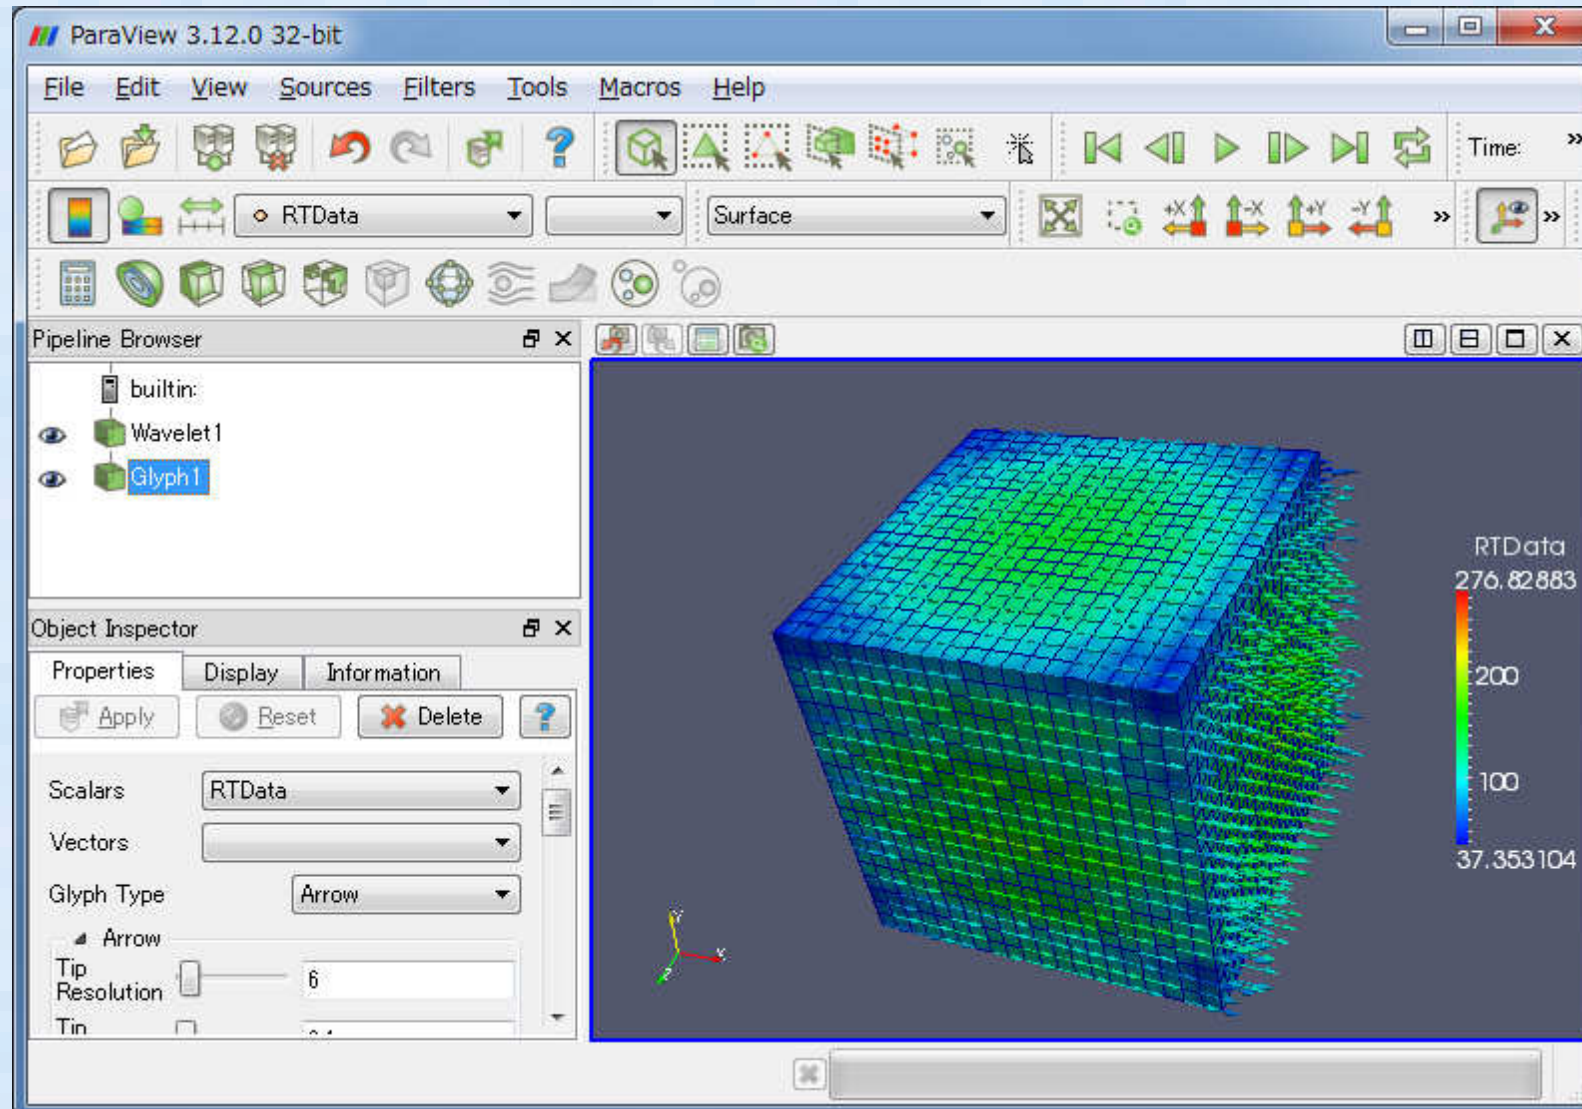 ParaView 3.12.0 32-bit
File Edit View Sources Filters Tools Macros Help
Time: »
RTData Surface +X -X +Y -Y » »
Pipeline Browser
builtin:
Wavelet1
Glyph1
Object Inspector
Properties Display Information
Apply Reset Delete ?
Scalars RTData
Vectors
Glyph Type Arrow
Arrow
Tip Resolution 6
Tin
RTData
276.82883
200
100
37.353104
Y
X
Z